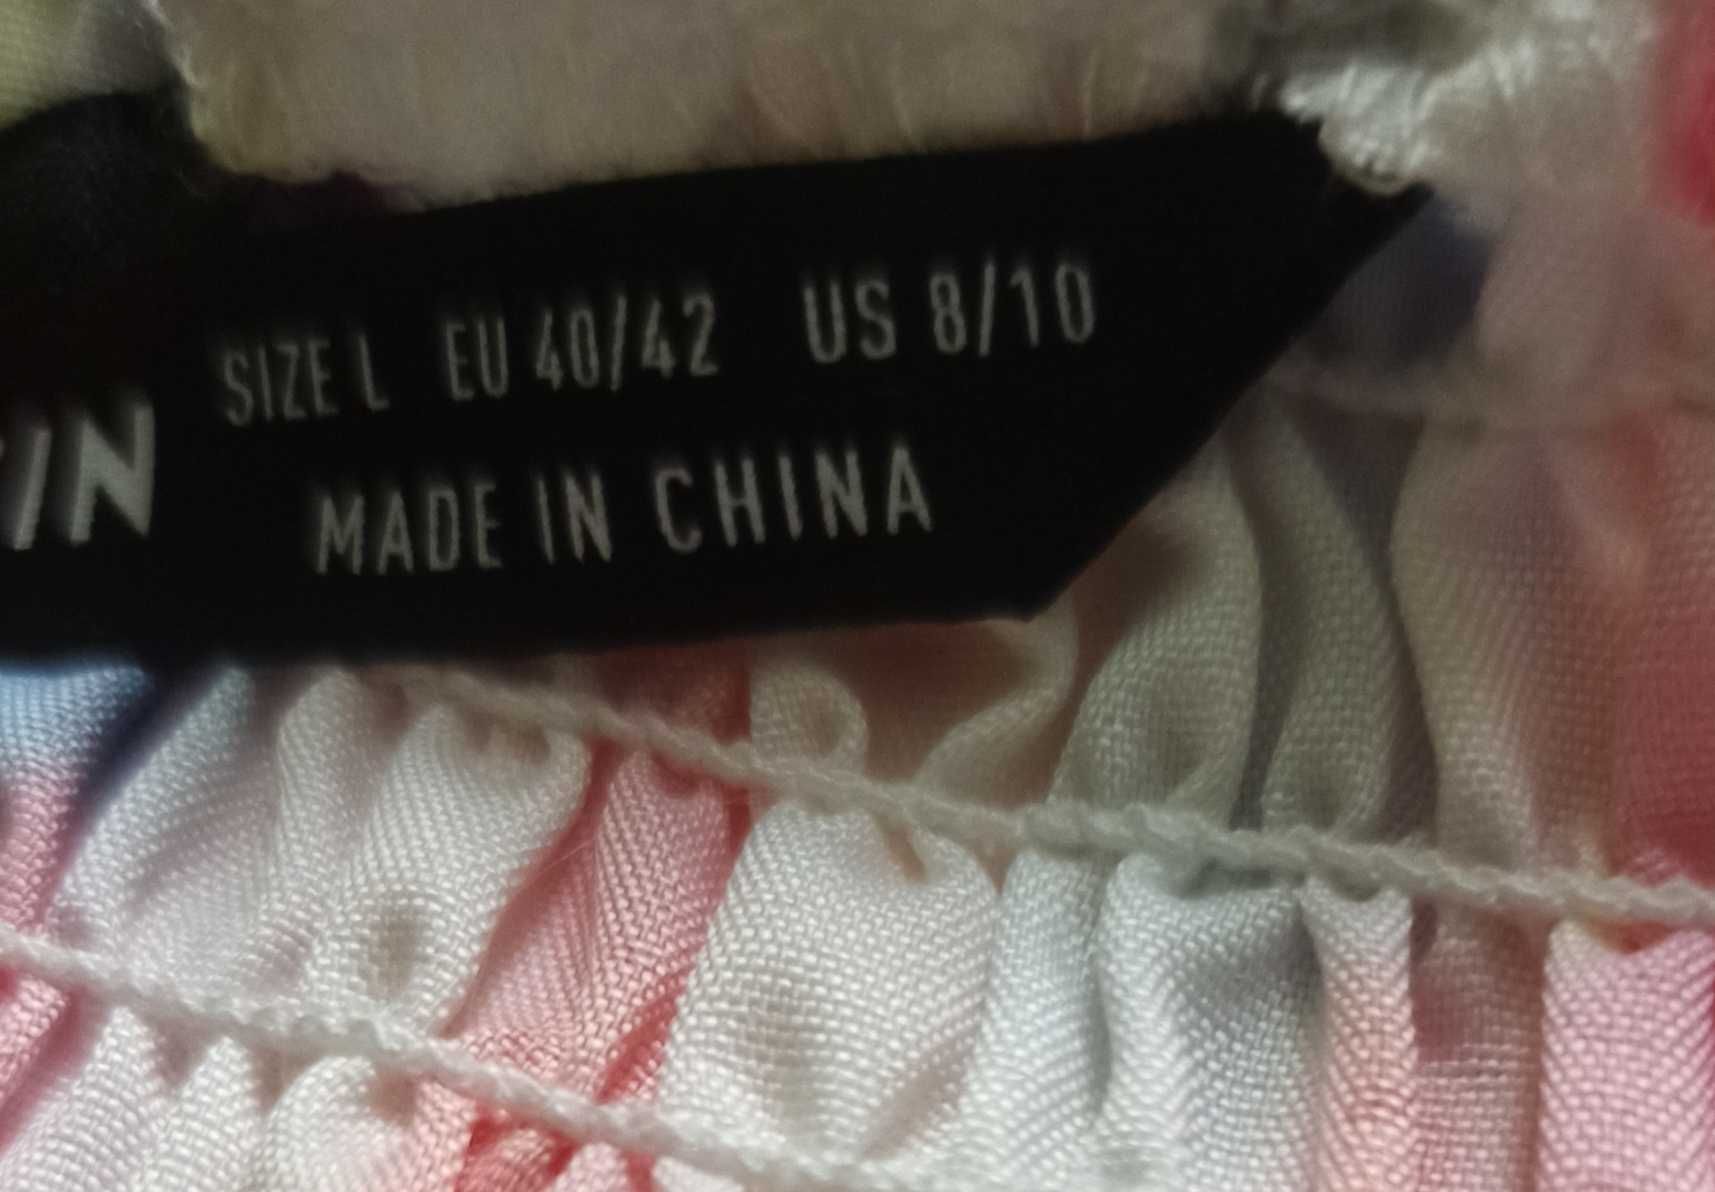 SIZE L EU 40/42 US 8/10
MADE IN CHINA